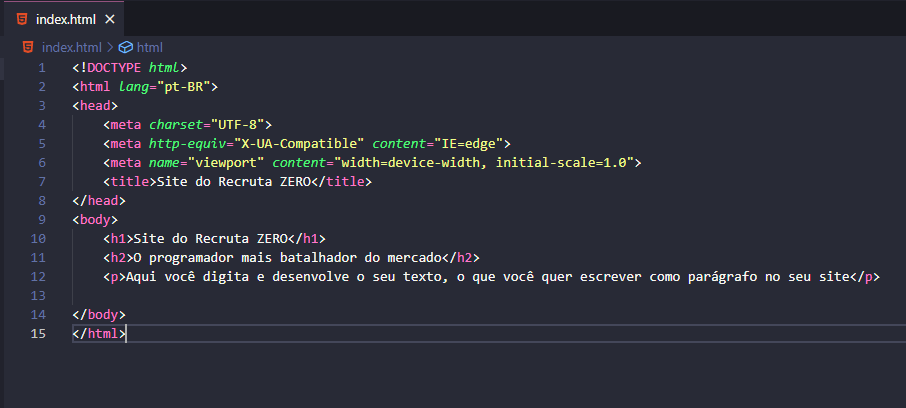 index.html
index.html > html
1 <!DOCTYPE html>
2 <html lang="pt-BR">
3 <head>
4 <meta charset="UTF-8">
5 <meta http-equiv="X-UA-Compatible" content="IE=edge">
6 <meta name="viewport" content="width=device-width, initial-scale=1.0">
7 <title>Site do Recruta ZERO</title>
8 </head>
9 <body>
10 <h1>Site do Recruta ZERO</h1>
11 <h2>O programador mais batalhador do mercado</h2>
12 <p>Aqui você digita e desenvolve o seu texto, o que você quer escrever como parágrafo no seu site</p>
13
14 </body>
15 </html>